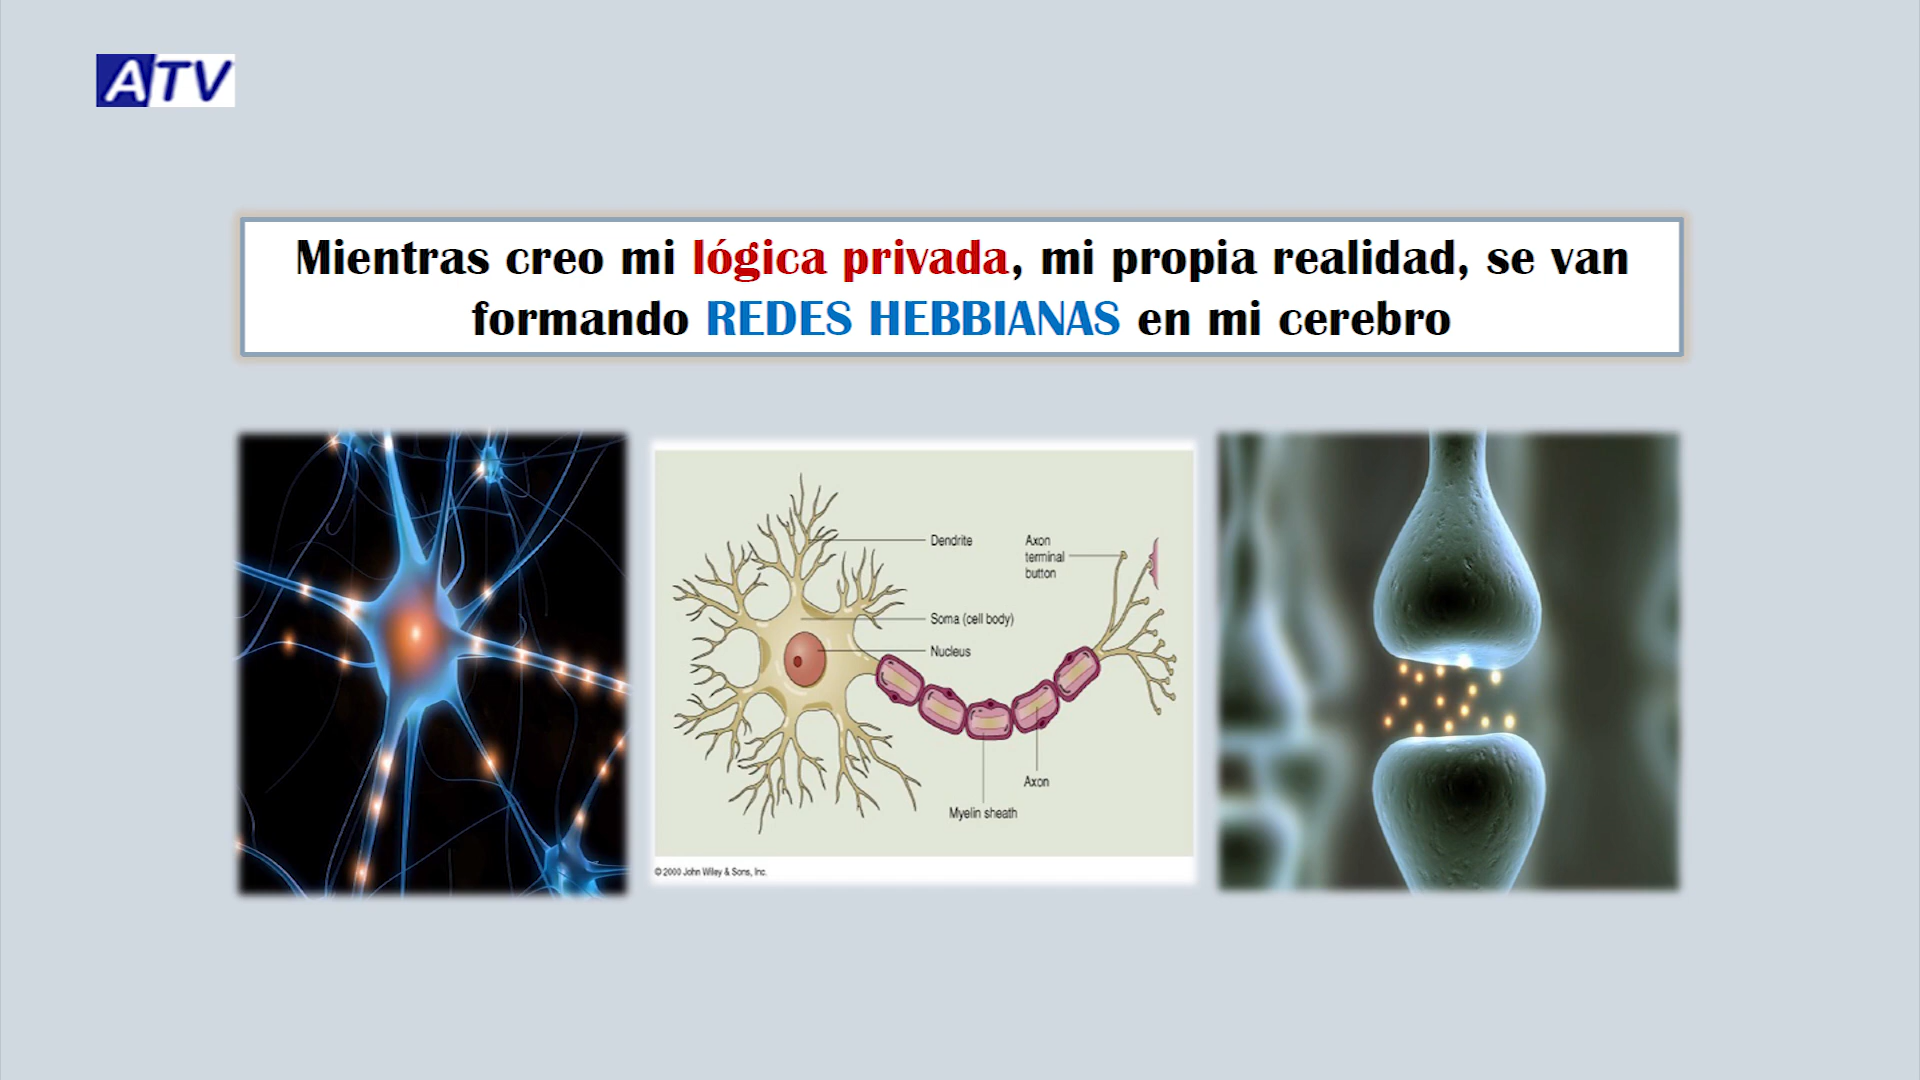 ATV
Mientras creo mi lógica privada, mi propia realidad, se van
formando REDES HEBBIANAS en mi cerebro
Dendrite
Axon
terminal
button
Soma (cell body)
Nucleus
Axon
Myelin sheath
© 2000 John Wiley & Sons, Inc.